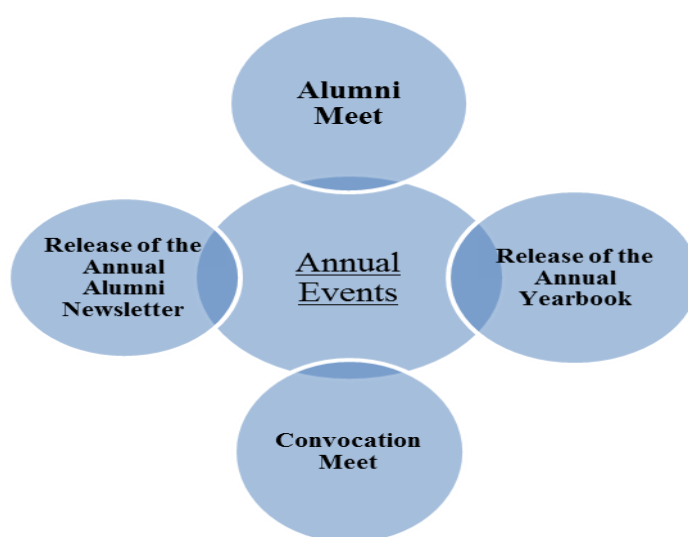 Alumni
Meet
Release of the
Annual
Alumni
Newsletter
Annual
Events
Release of the
Annual
Yearbook
Convocation
Meet